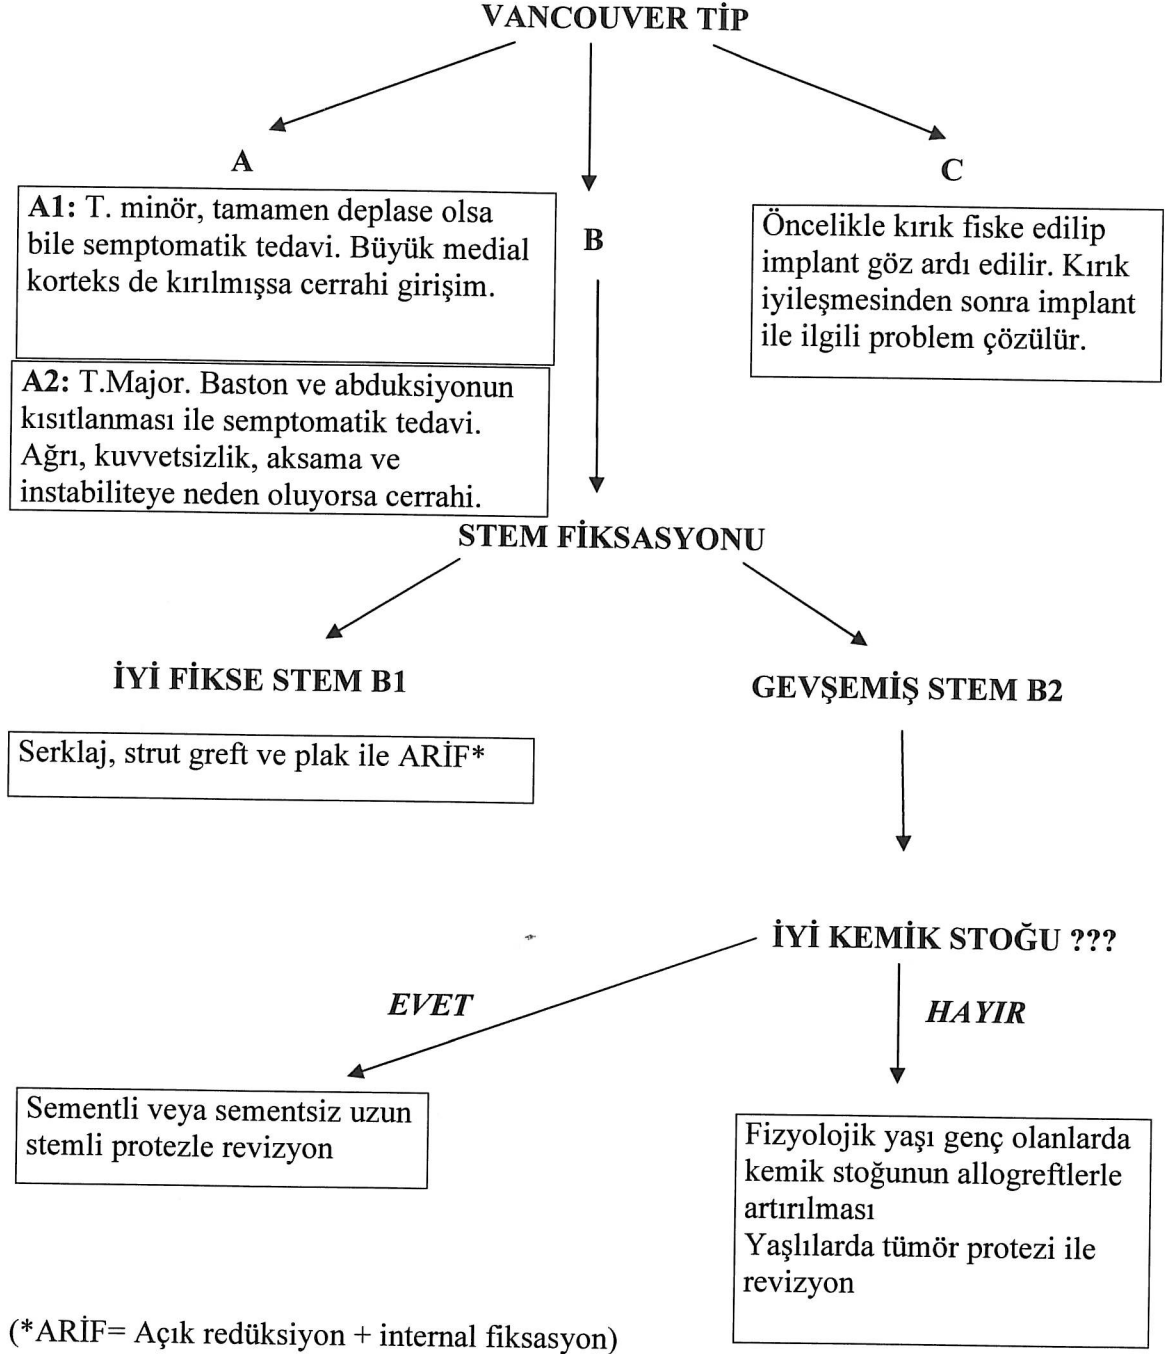 VANCOUVER TİP
A
A1: T. minör, tamamen deplase olsa
bile semptomatik tedavi. Büyük medial
korteks de kırılmışsa cerrahi girişim.
A2: T.Major. Baston ve abduksiyonun
kısıtlanması ile semptomatik tedavi.
Ağrı, kuvvetsizlik, aksama ve
instabiliteye neden oluyorsa cerrahi.
B
C
Öncelikle kırık fiske edilip
implant göz ardı edilir. Kırık
iyileşmesinden sonra implant
ile ilgili problem çözülür.
STEM FİKSASYONU
İYİ FİKSE STEM B1
Serklaj, strut greft ve plak ile ARİF*
GEVŞEMİŞ STEM B2
İYİ KEMİK STOĞU ???
EVET
HAYIR
Sementli veya sementsiz uzun
stemli protezle revizyon
Fizyolojik yaşı genç olanlarda
kemik stoğunun allogreftlerle
artırılması
Yaşlılarda tümör protezi ile
revizyon
(*ARİF= Açık redüksiyon + internal fiksasyon)